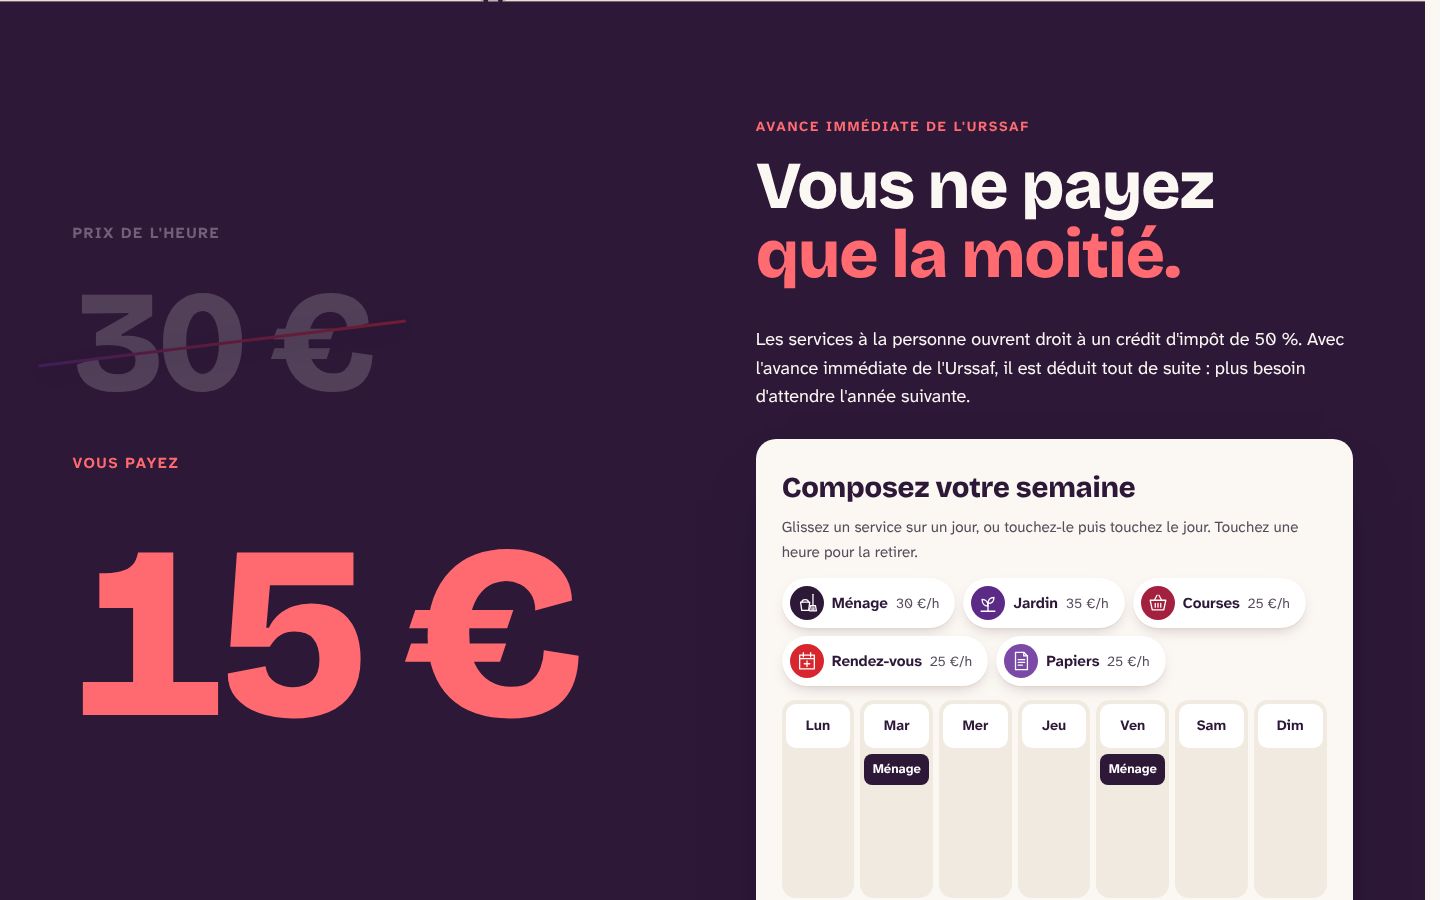 PRIX DE L'HEURE
30 €
VOUS PAYEZ
15 €
AVANCE IMMÉDIATE DE L'URSSAF
Vous ne payez
que la moitié.
Les services à la personne ouvrent droit à un crédit d'impôt de 50 %. Avec
l'avance immédiate de l'Urssaf, il est déduit tout de suite : plus besoin
d'attendre l'année suivante.
Composez votre semaine
Glissez un service sur un jour, ou touchez-le puis touchez le jour. Touchez une
heure pour la retirer.
Ménage 30 €/h Jardin 35 €/h Courses 25 €/h
Rendez-vous 25 €/h Papiers 25 €/h
Lun Mar Mer Jeu Ven Sam Dim
Ménage Ménage